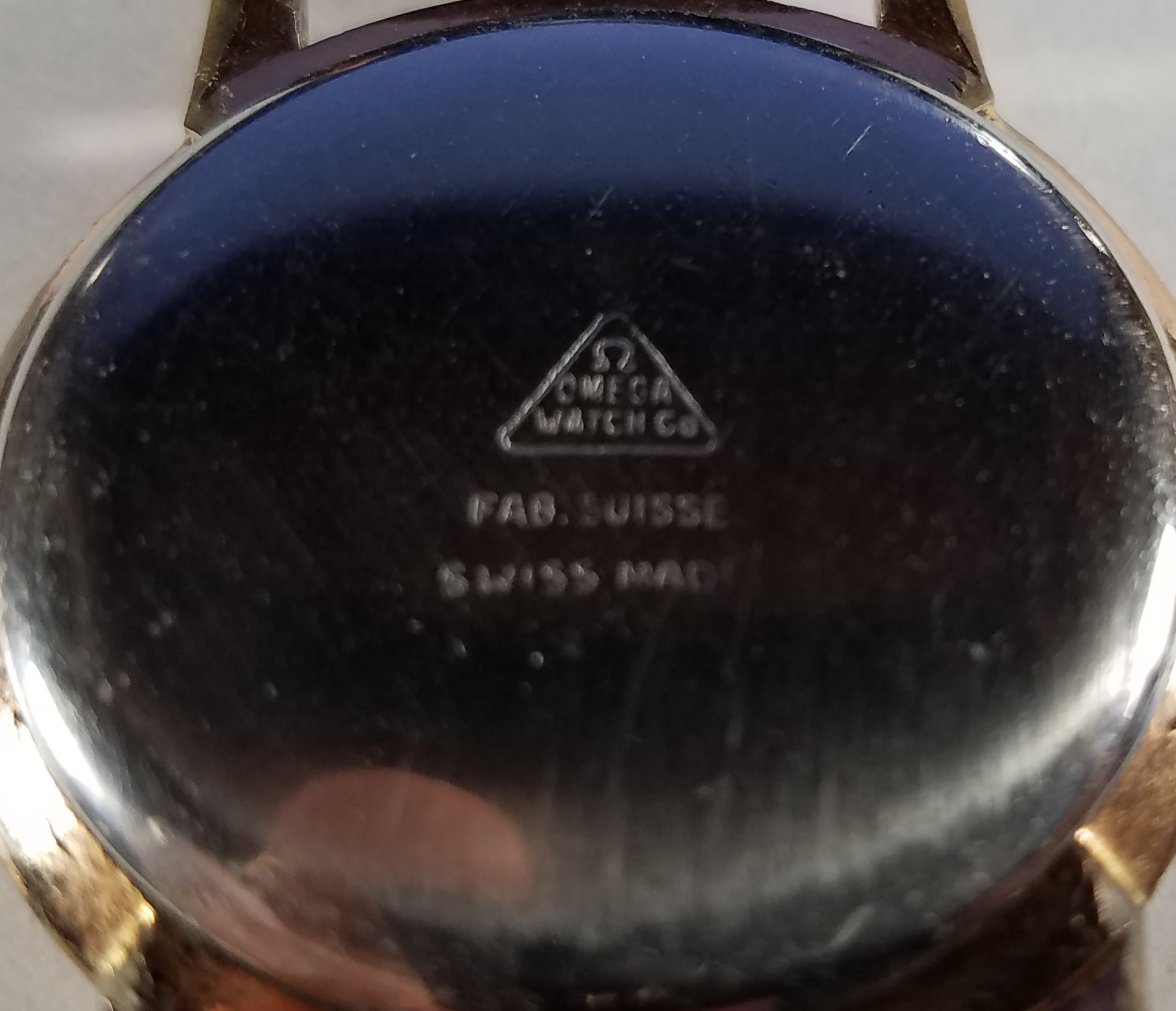 Ω
OMEGA
WATCH Co
FAB. SUISSE
SWISS MADE